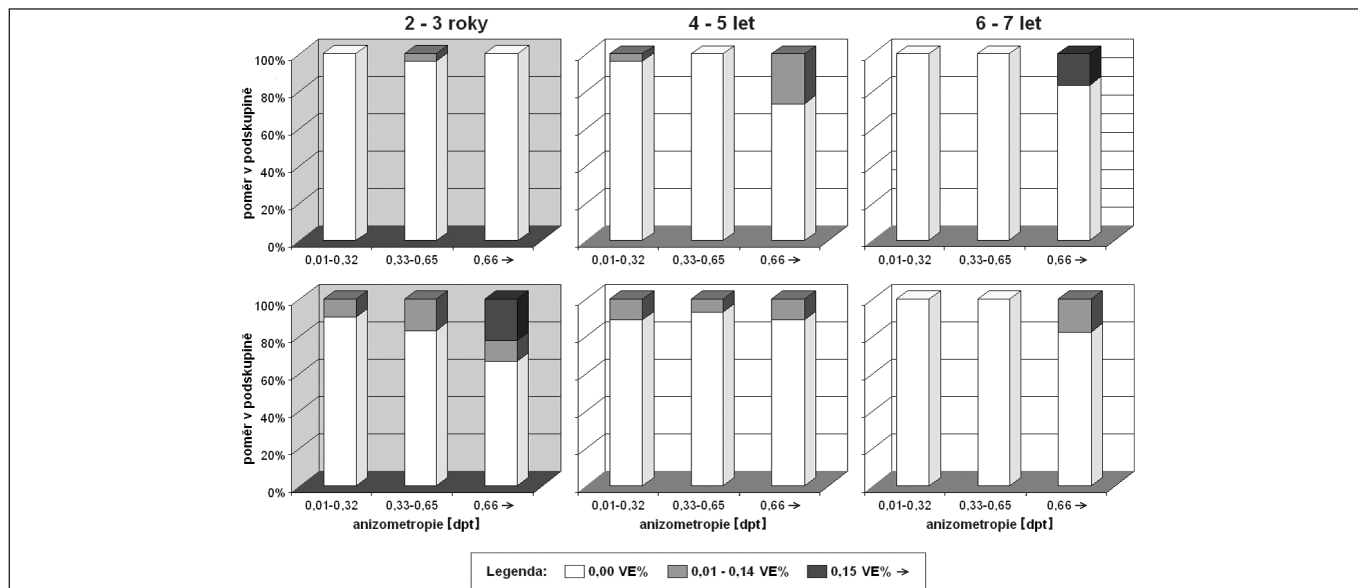 2 - 3 roky 4 - 5 let 6 - 7 let
poměr v podskupině
100%
80%
60%
40%
20%
0%
0,01-0,32 0,33-0,65 0,66 → 0,01-0,32 0,33-0,65 0,66 → 0,01-0,32 0,33-0,65 0,66 →
poměr v podskupině
100%
80%
60%
40%
20%
0%
0,01-0,32 0,33-0,65 0,66 → 0,01-0,32 0,33-0,65 0,66 → 0,01-0,32 0,33-0,65 0,66 →
anizometropie [dpt] anizometropie [dpt] anizometropie [dpt]
Legenda: 0,00 VE% 0,01 - 0,14 VE% 0,15 VE% →